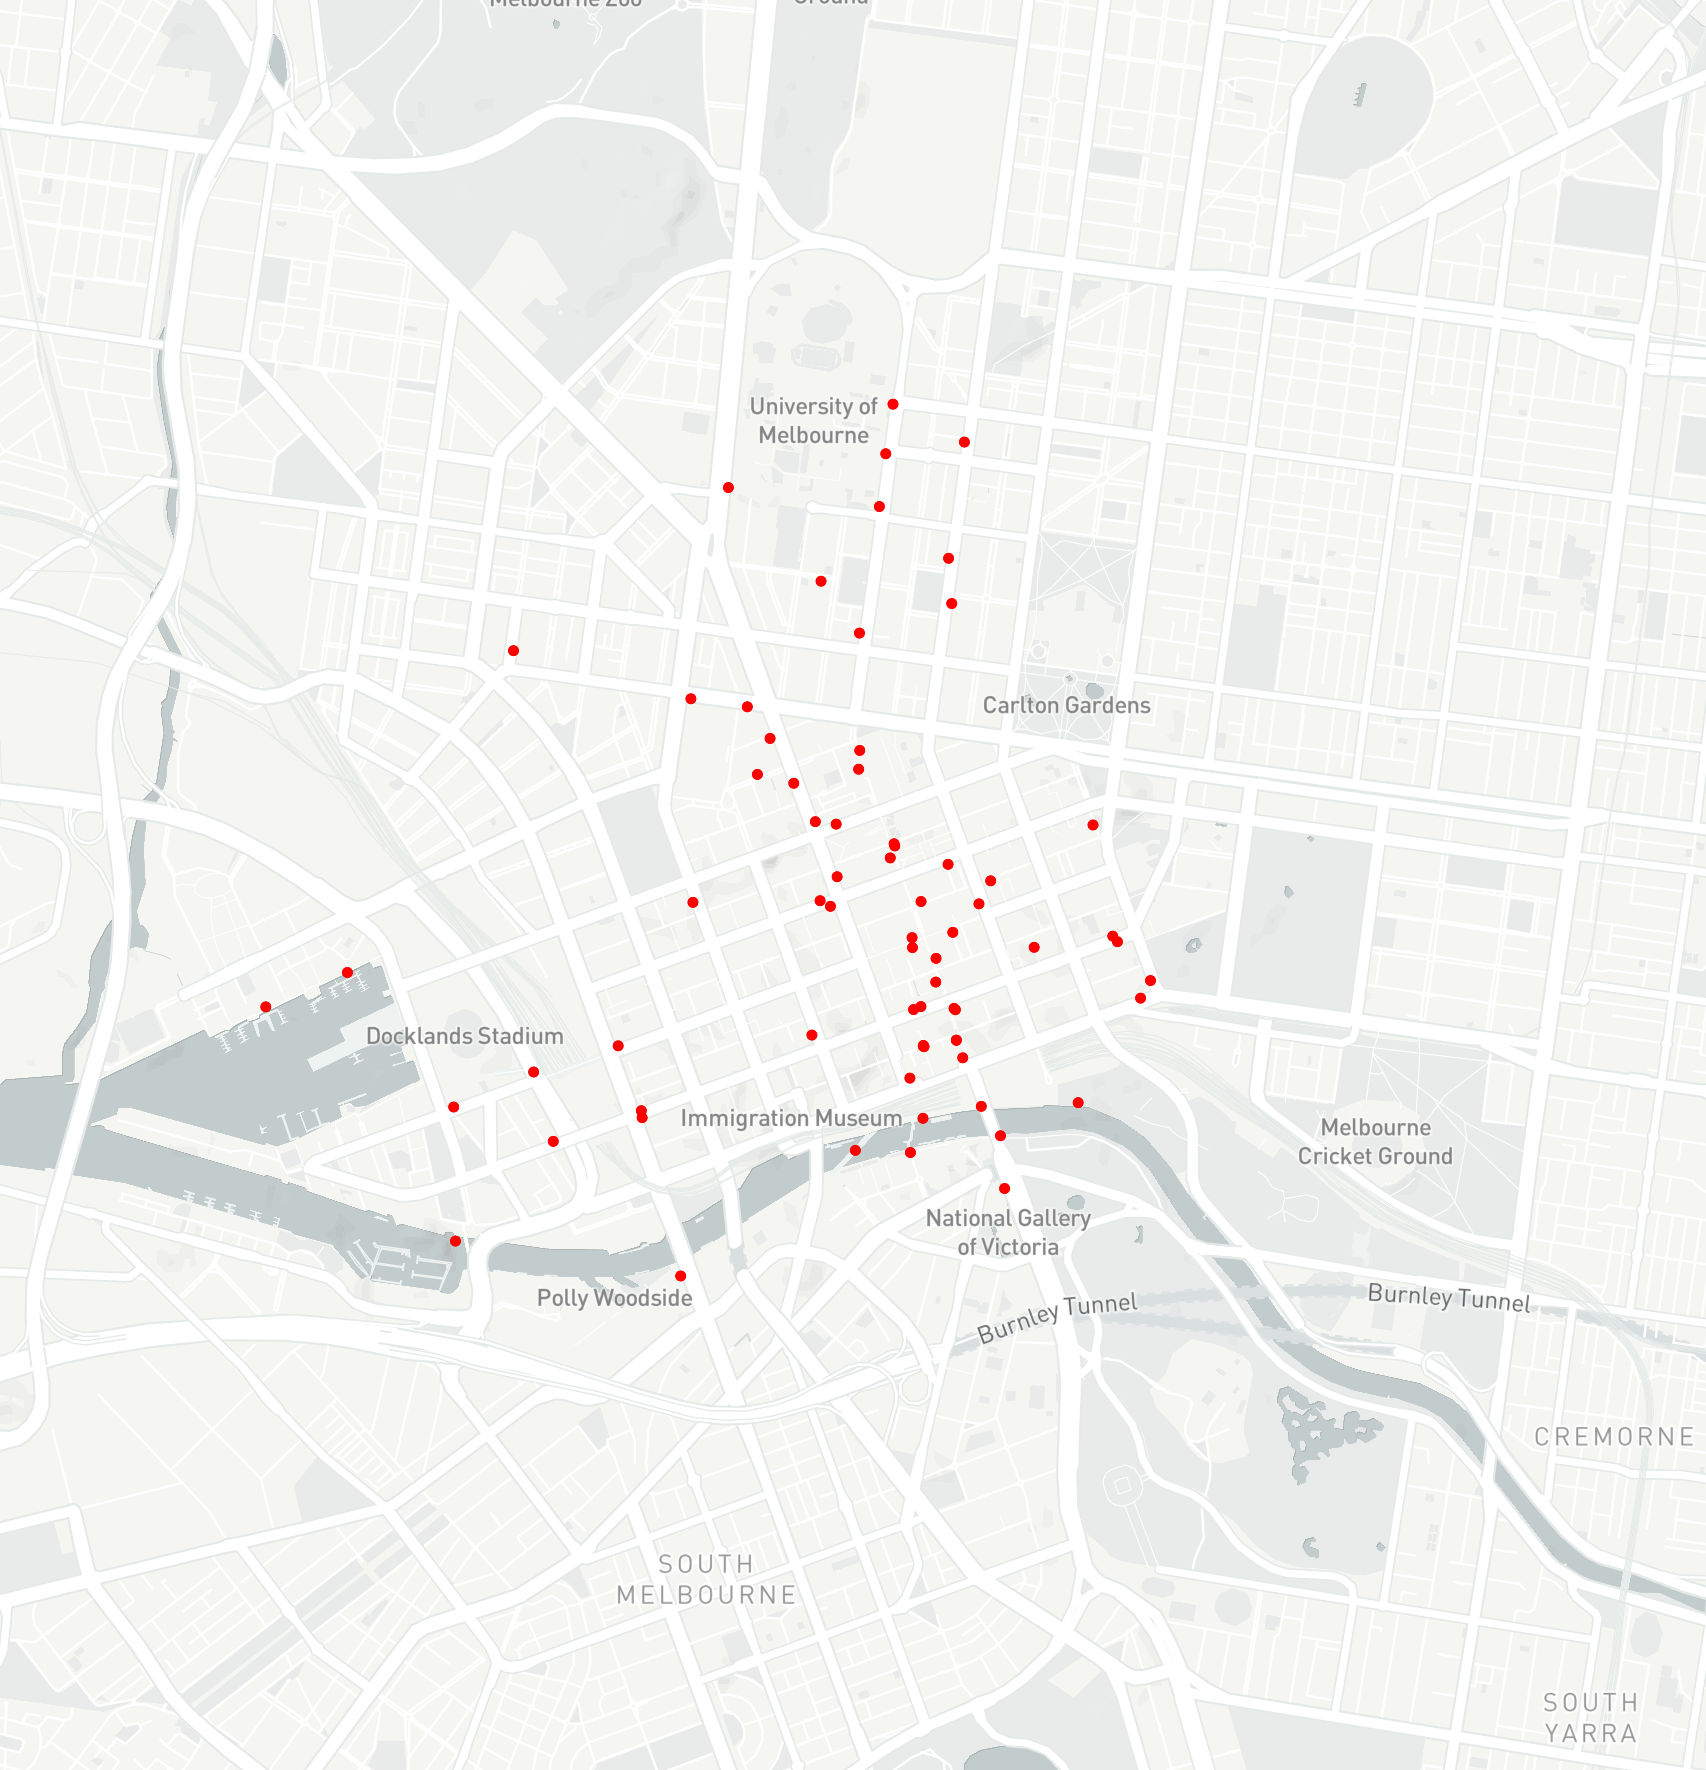 Melbourne Zoo
Ground
University of
Melbourne
Carlton Gardens
Docklands Stadium
Immigration Museum
Melbourne
Cricket Ground
National Gallery
of Victoria
Polly Woodside
Burnley Tunnel
Burnley Tunnel
CREMORNE
SOUTH
MELBOURNE
SOUTH
YARRA